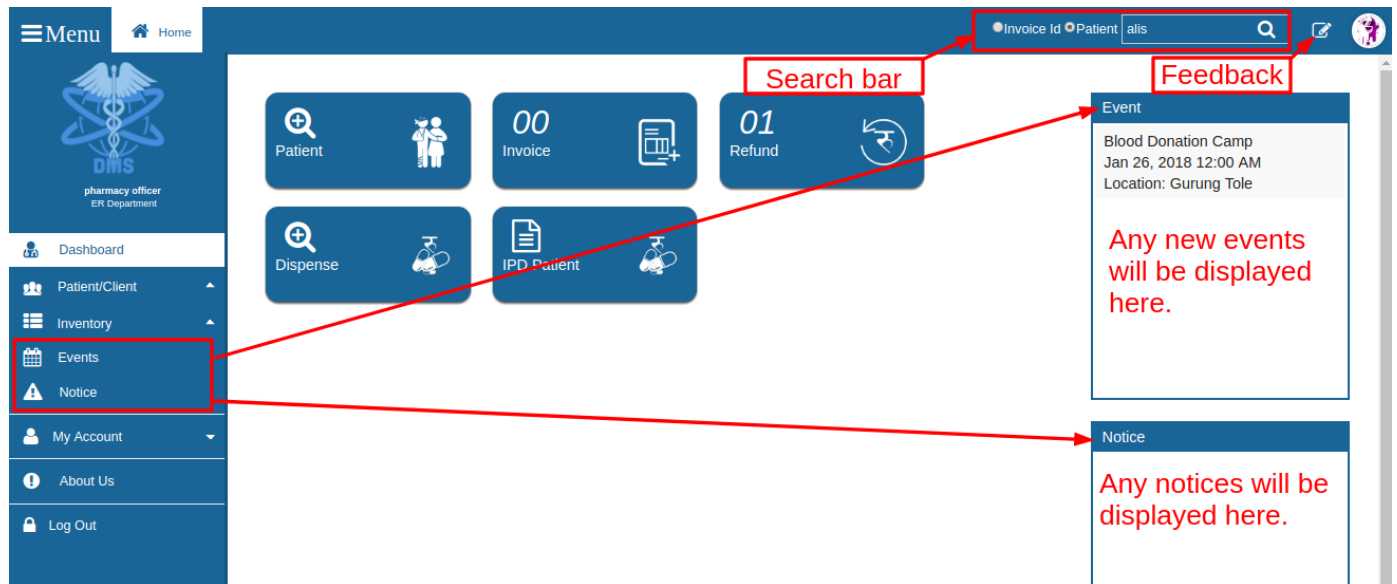 Menu
Home
Invoice Id Patient alis
Search bar
Feedback
DMS
pharmacy officer
ER Department
Dashboard
Patient/Client
Inventory
Events
Notice
My Account
About Us
Log Out
Patient
00
Invoice
01
Refund
रु
Dispense
रु
IPD Patient
रु
Event
Blood Donation Camp
Jan 26, 2018 12:00 AM
Location: Gurung Tole
Any new events
will be displayed
here.
Notice
Any notices will be
displayed here.